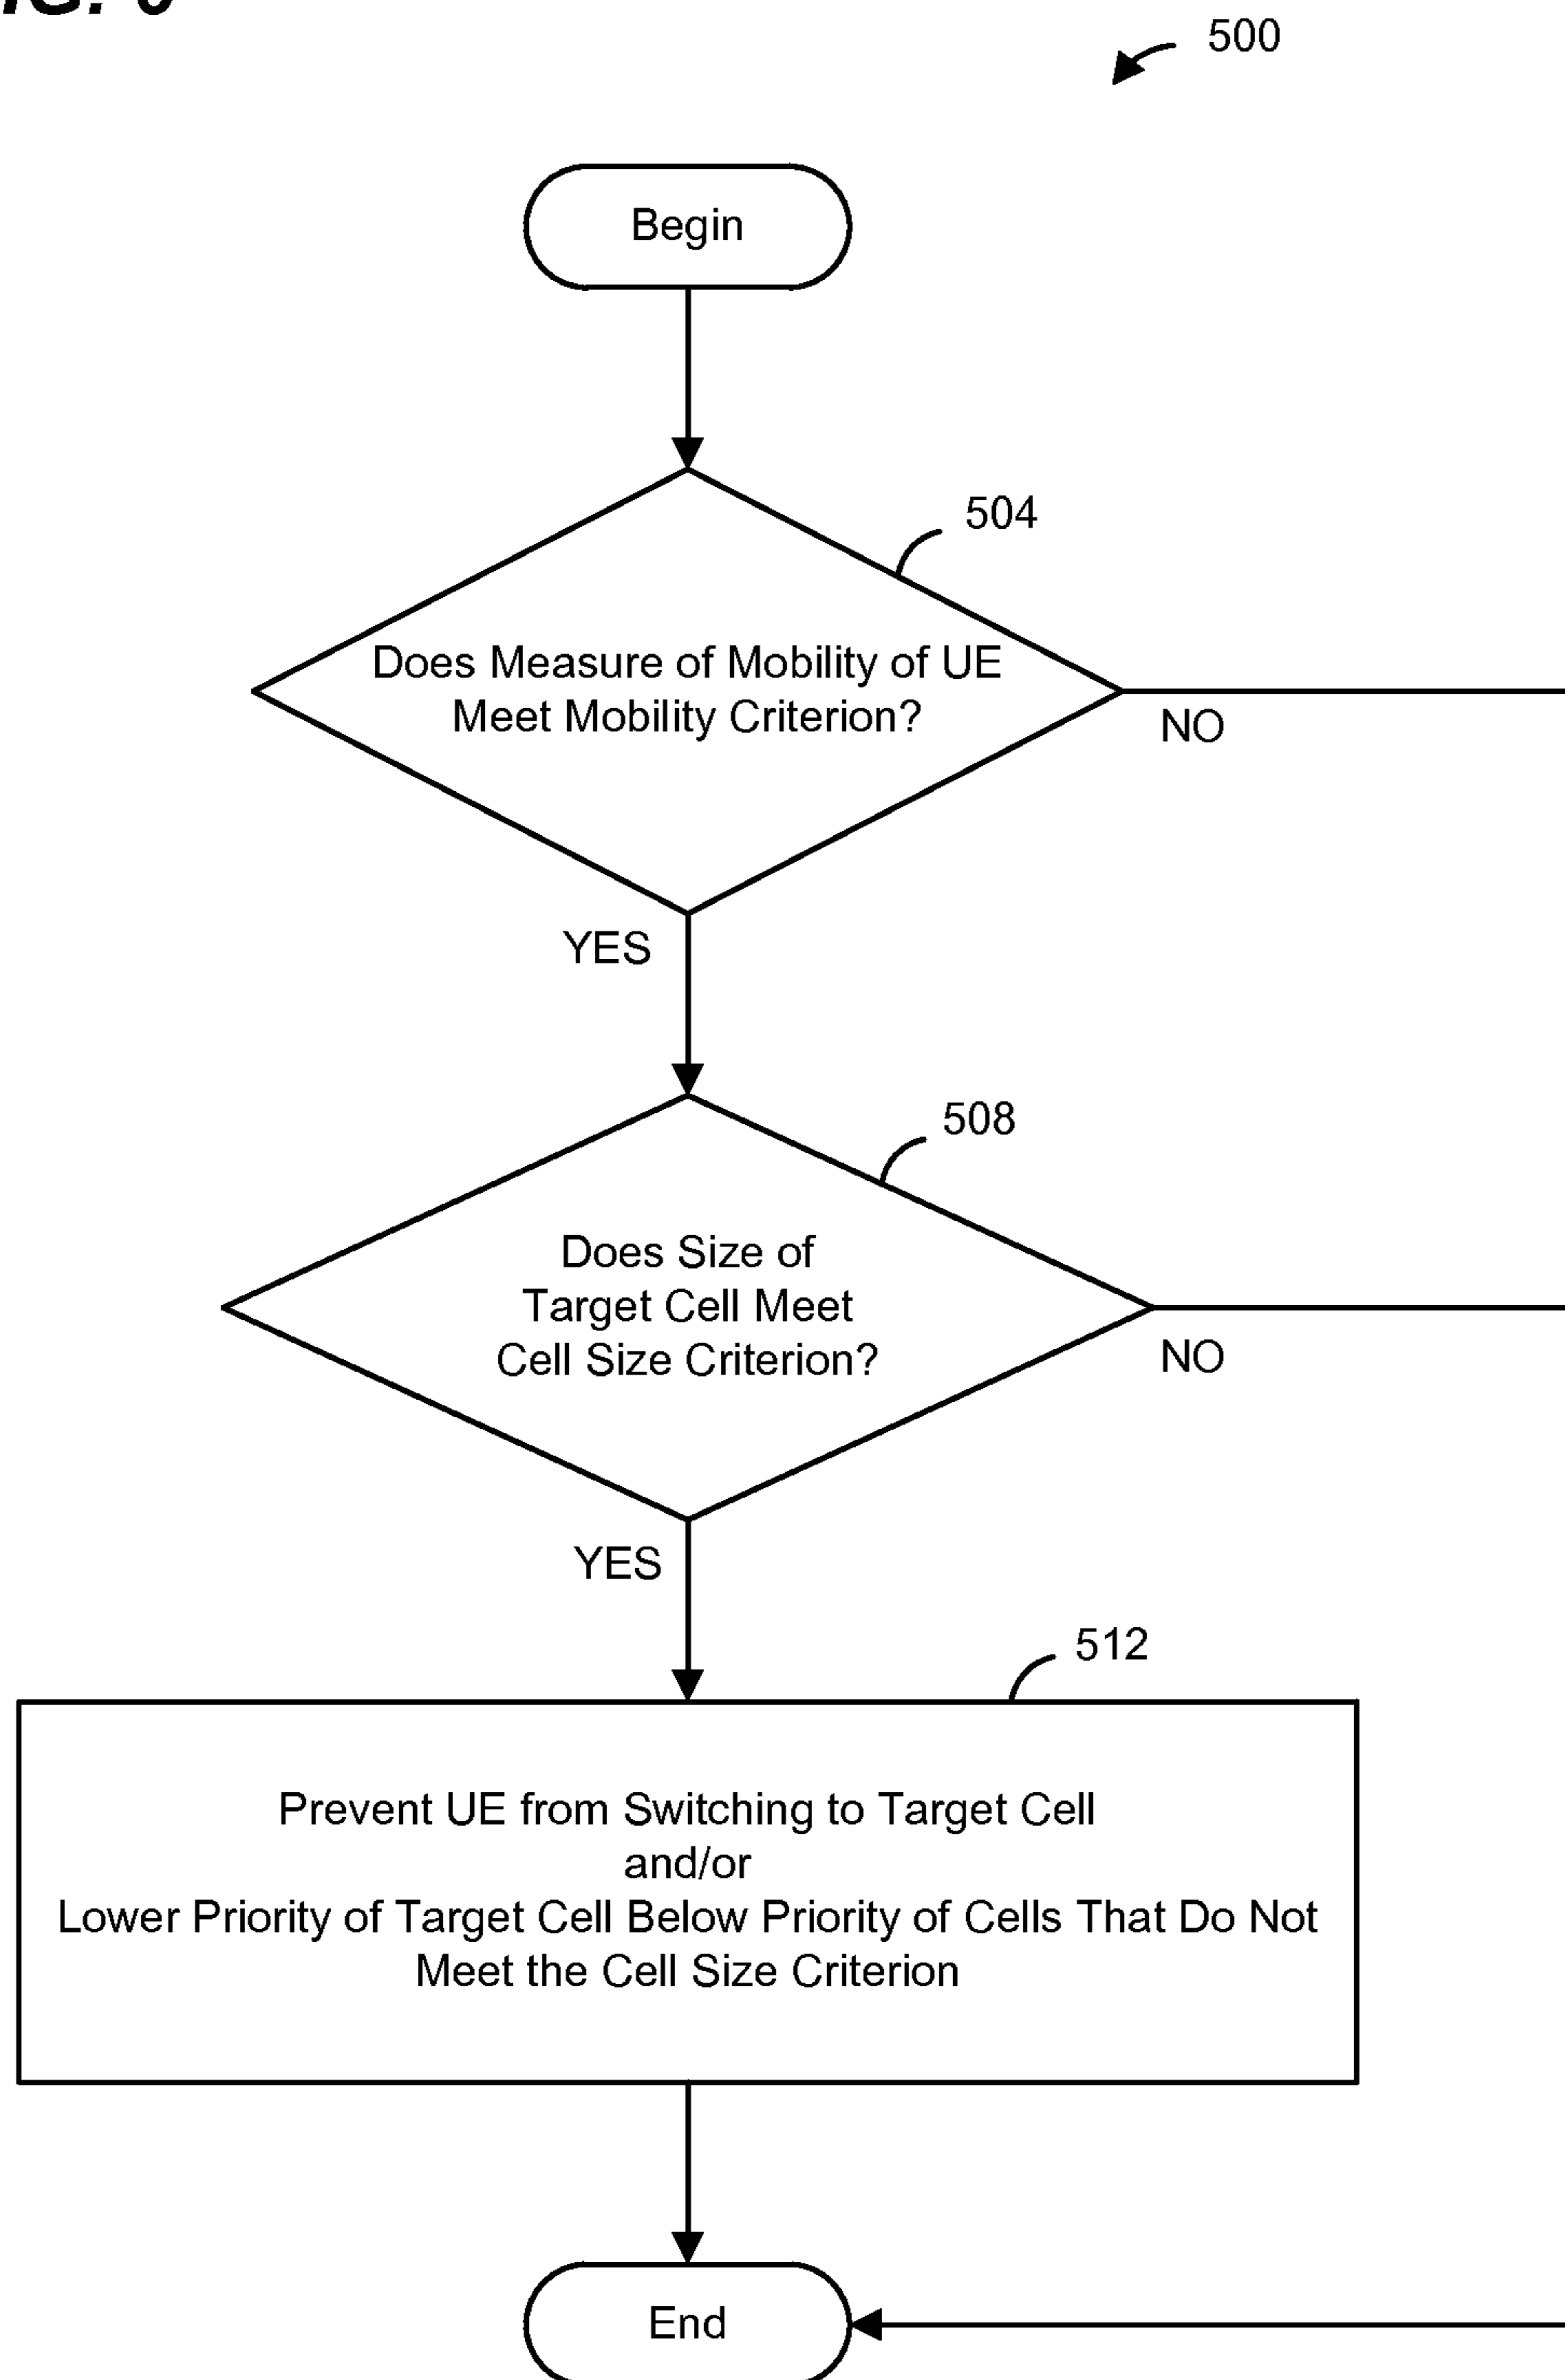 500
Begin
504
Does Measure of Mobility of UE
Meet Mobility Criterion?
NO
YES
508
Does Size of
Target Cell Meet
Cell Size Criterion?
NO
YES
512
Prevent UE from Switching to Target Cell
and/or
Lower Priority of Target Cell Below Priority of Cells That Do Not
Meet the Cell Size Criterion
End